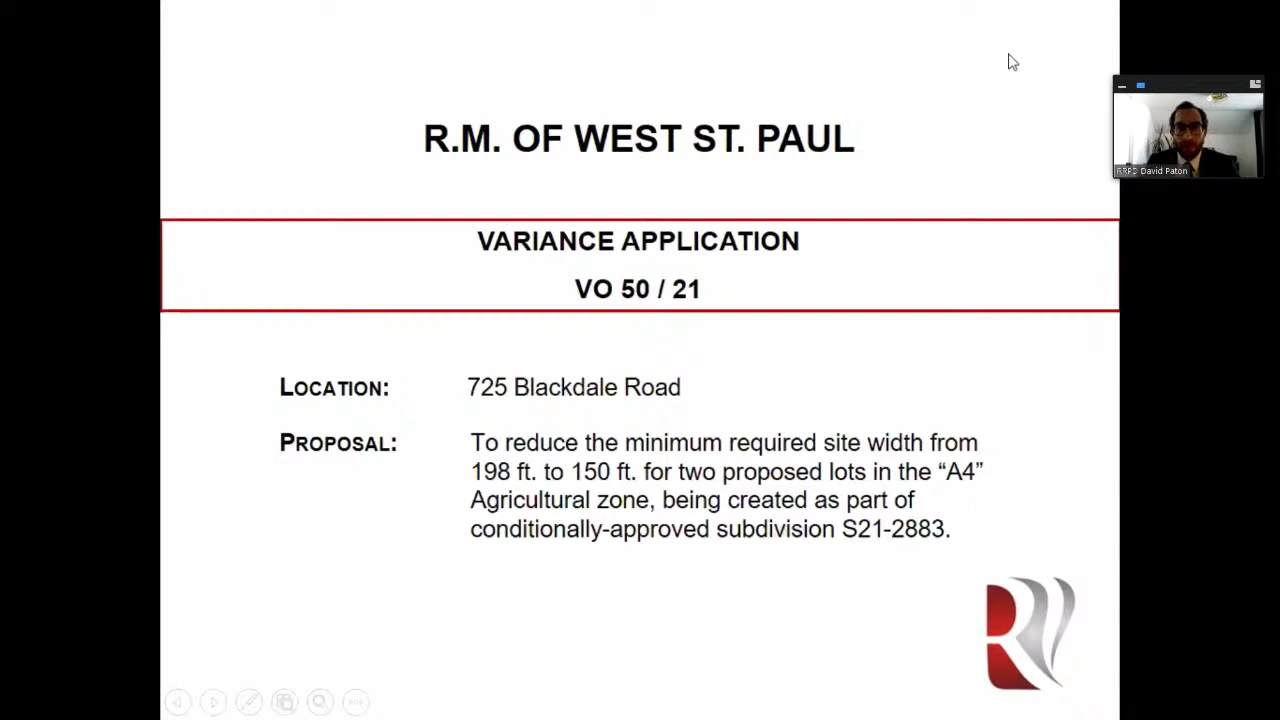 R.M. OF WEST ST. PAUL
VARIANCE APPLICATION
VO 50 / 21
LOCATION: 725 Blackdale Road
PROPOSAL: To reduce the minimum required site width from
198 ft. to 150 ft. for two proposed lots in the “A4”
Agricultural zone, being created as part of
conditionally-approved subdivision S21-2883.
RRPD David Paton